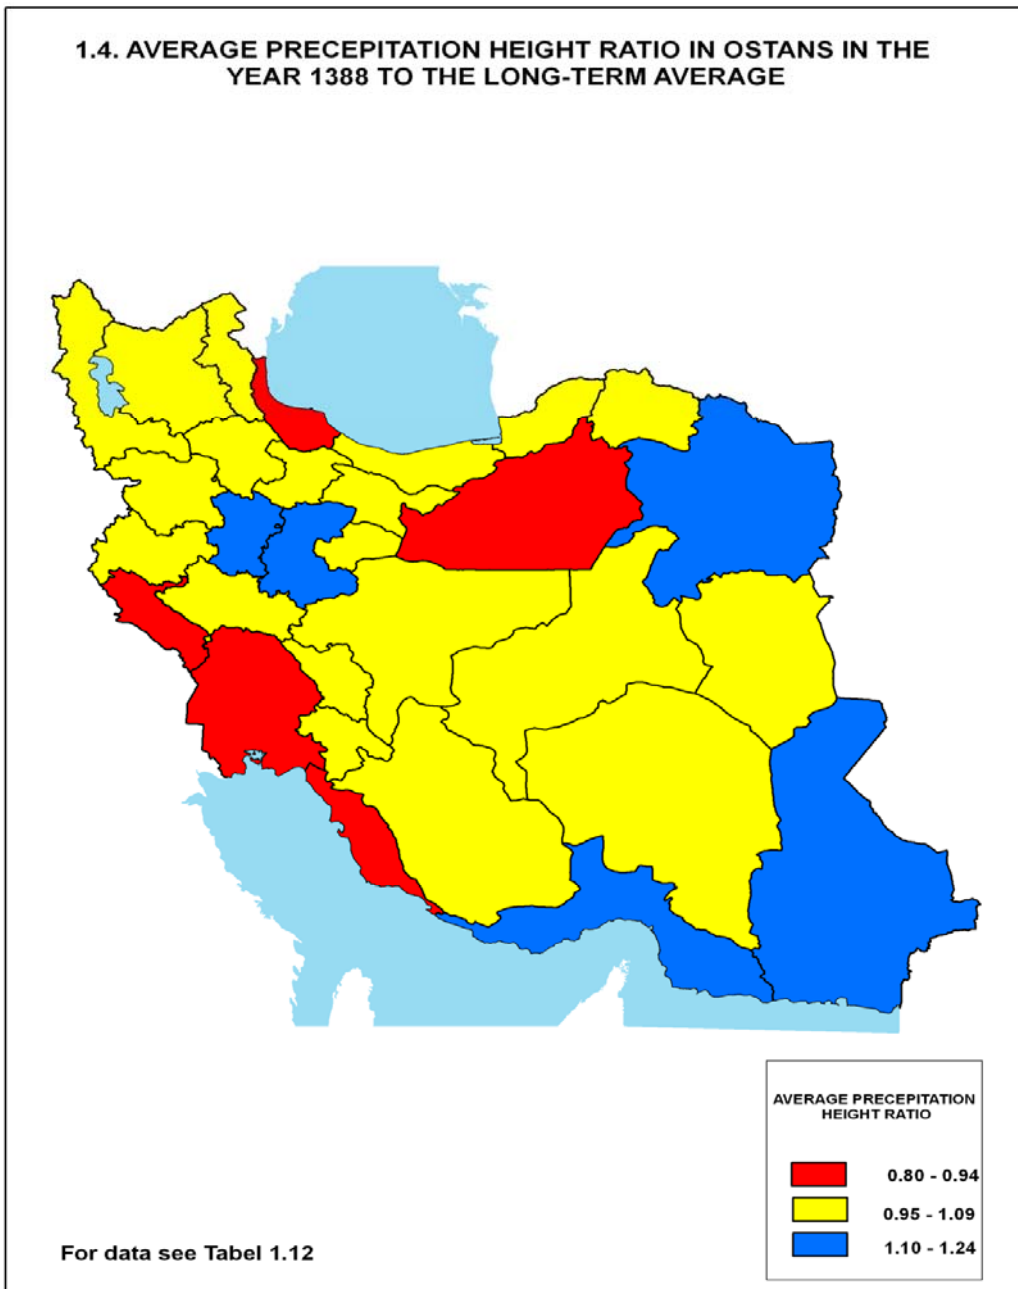 1.4. AVERAGE PRECEPITATION HEIGHT RATIO IN OSTANS IN THE
YEAR 1388 TO THE LONG-TERM AVERAGE
AVERAGE PRECEPITATION
HEIGHT RATIO
0.80 - 0.94
0.95 - 1.09
1.10 - 1.24
For data see Tabel 1.12